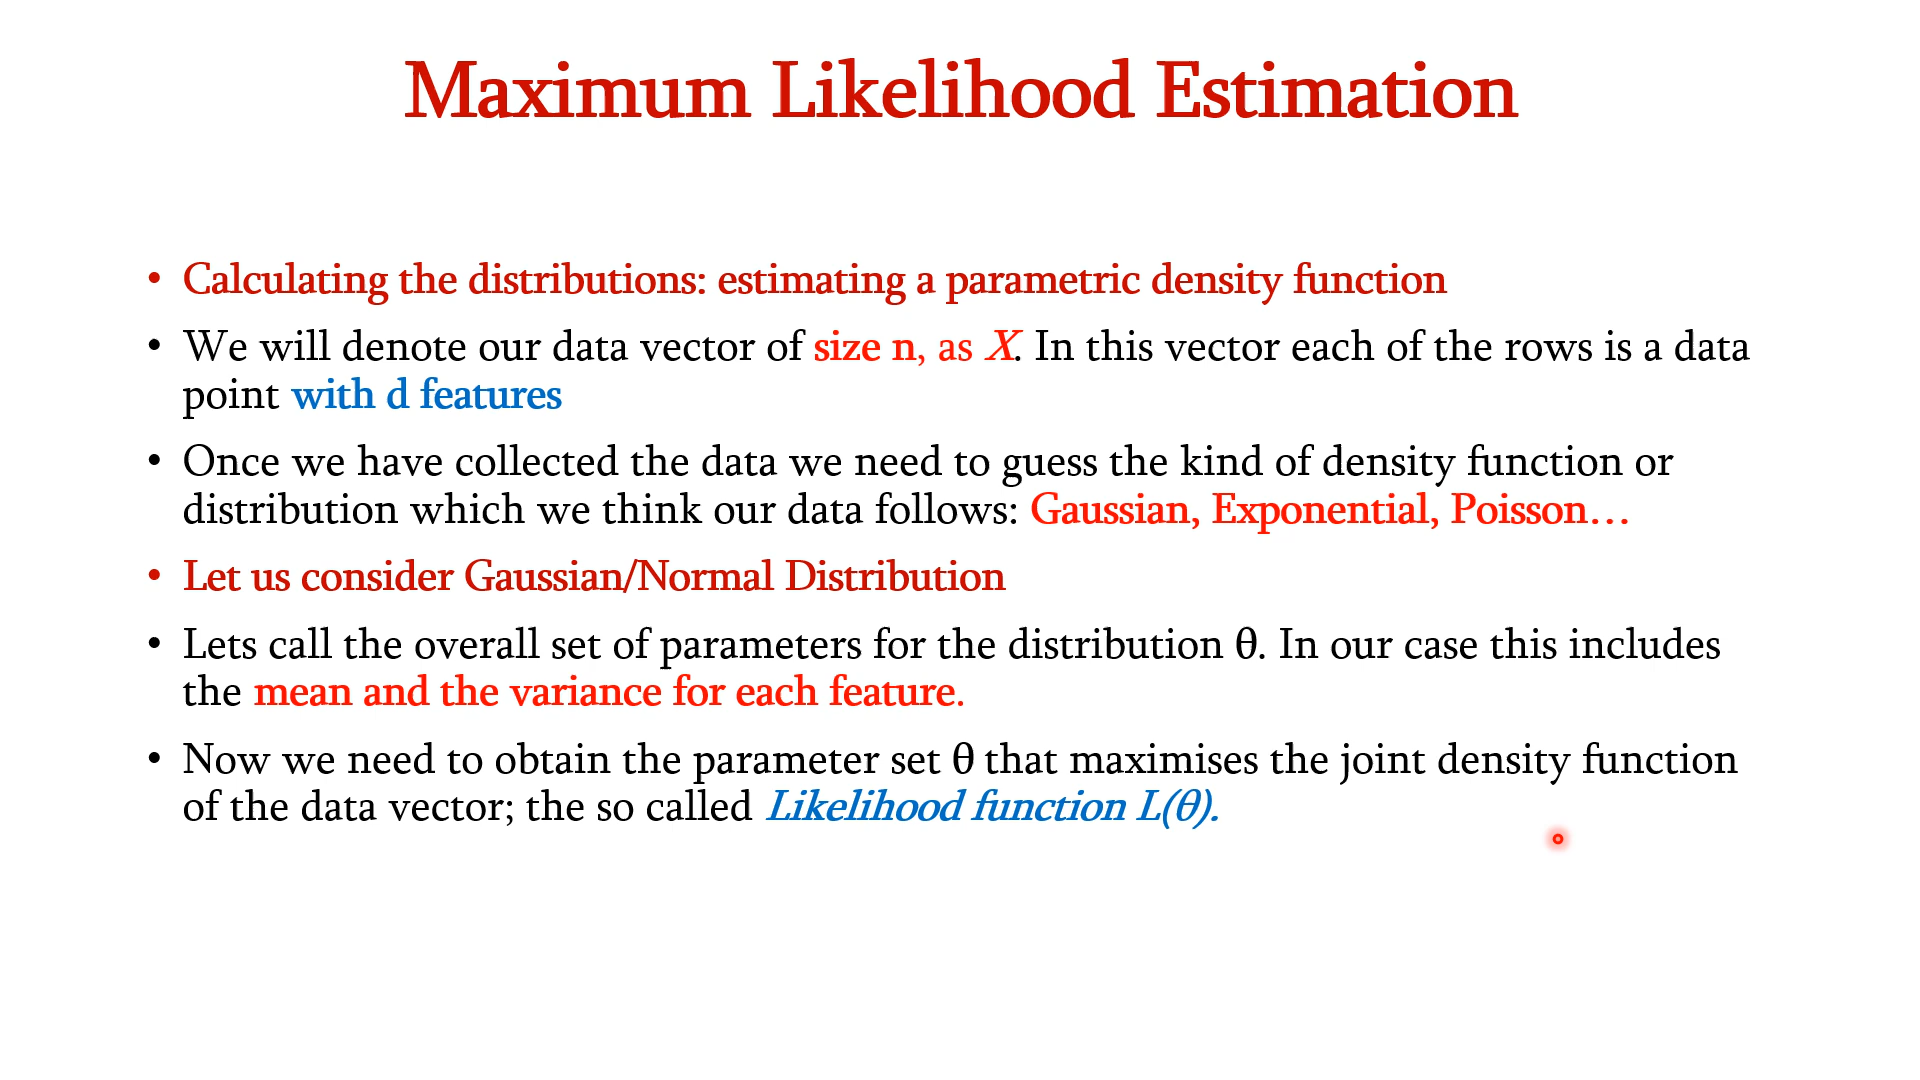 Maximum Likelihood Estimation
• Calculating the distributions: estimating a parametric density function
• We will denote our data vector of size n, as X. In this vector each of the rows is a data
point with d features
• Once we have collected the data we need to guess the kind of density function or
distribution which we think our data follows: Gaussian, Exponential, Poisson…
• Let us consider Gaussian/Normal Distribution
• Lets call the overall set of parameters for the distribution θ. In our case this includes
the mean and the variance for each feature.
• Now we need to obtain the parameter set θ that maximises the joint density function
of the data vector; the so called Likelihood function L(θ).